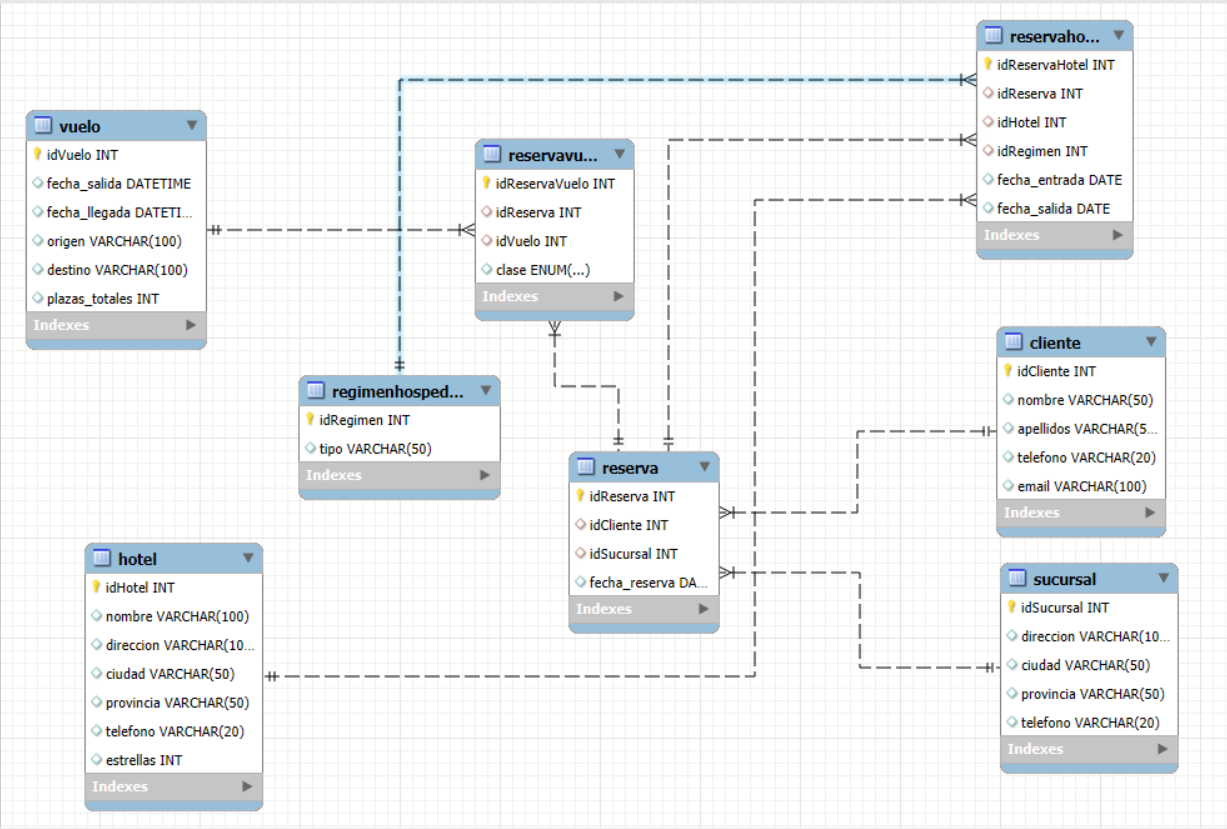 vuelo
idVuelo INT
fecha_salida DATETIME
fecha_llegada DATETI...
origen VARCHAR(100)
destino VARCHAR(100)
plazas_totales INT
Indexes
reservavu...
idReservaVuelo INT
idReserva INT
idVuelo INT
clase ENUM(...)
Indexes
reservaho...
idReservaHotel INT
idReserva INT
idHotel INT
idRegimen INT
fecha_entrada DATE
fecha_salida DATE
Indexes
regimenhosped...
idRegimen INT
tipo VARCHAR(50)
Indexes
cliente
idCliente INT
nombre VARCHAR(50)
apellidos VARCHAR(5...
telefono VARCHAR(20)
email VARCHAR(100)
Indexes
reserva
idReserva INT
idCliente INT
idSucursal INT
fecha_reserva DA...
Indexes
hotel
idHotel INT
nombre VARCHAR(100)
direccion VARCHAR(10...
ciudad VARCHAR(50)
provincia VARCHAR(50)
telefono VARCHAR(20)
estrellas INT
Indexes
sucursal
idSucursal INT
direccion VARCHAR(10...
ciudad VARCHAR(50)
provincia VARCHAR(50)
telefono VARCHAR(20)
Indexes